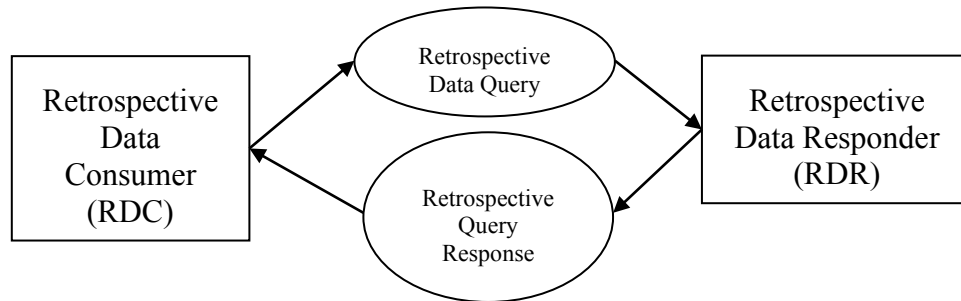 Retrospective
Data
Consumer
(RDC)
Retrospective
Data Query
Retrospective
Query
Response
Retrospective
Data Responder
(RDR)